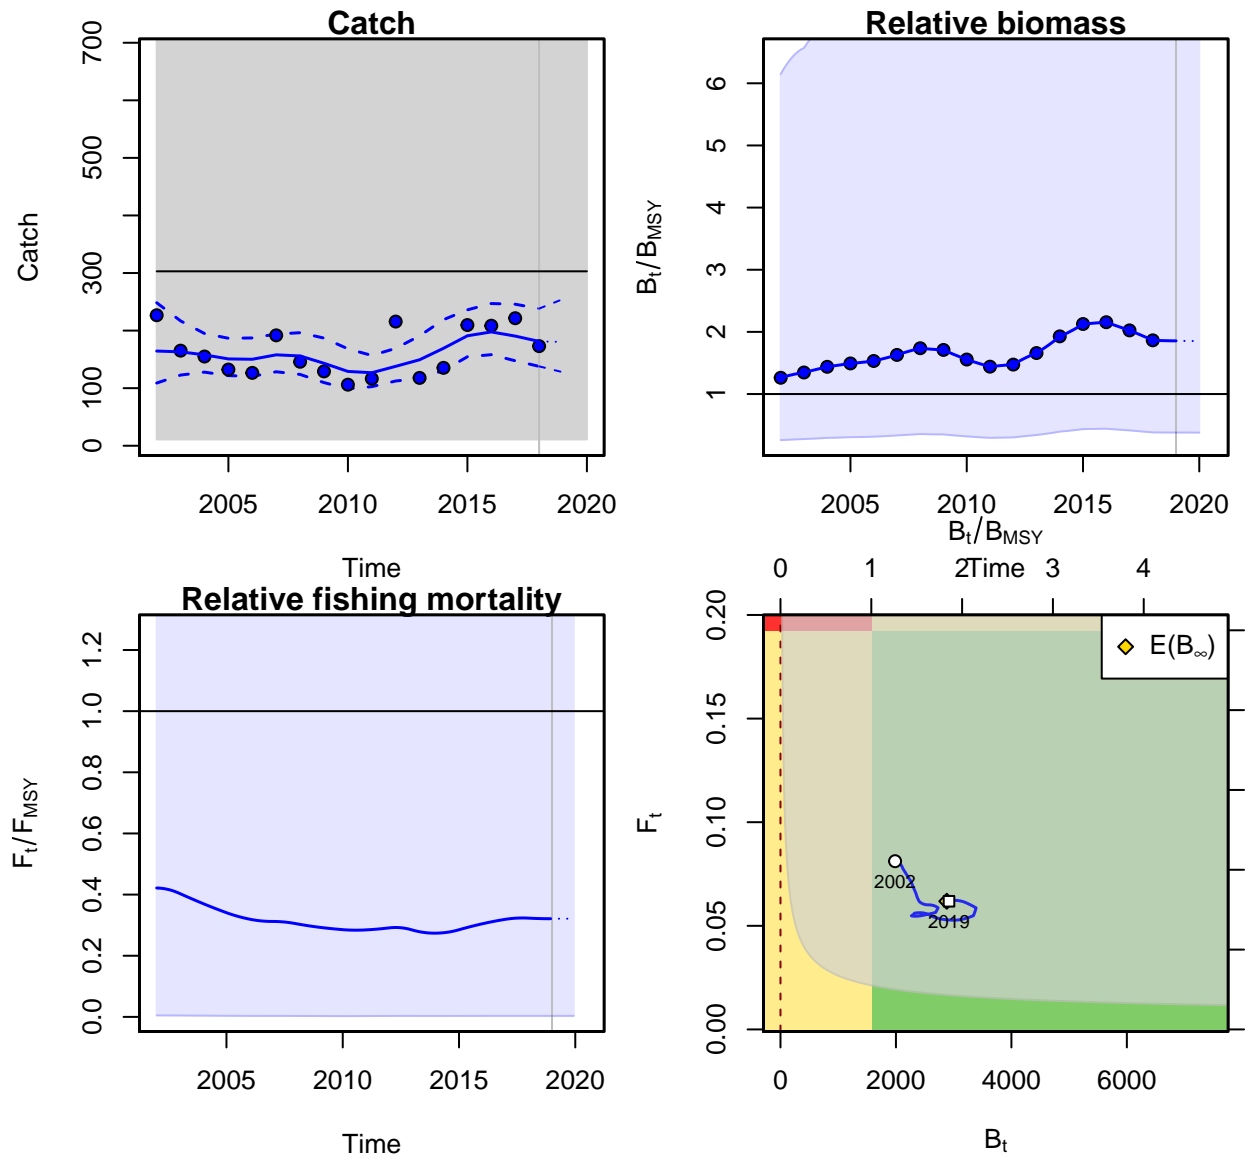 Catch
Relative biomass
700
500
300
100
0
Catch
2005 2010 2015 2020
Time
6
5
4
3
2
1
Bt/BMSY
2005 2010 2015 2020
Time
Relative fishing mortality
1.2
1.0
0.8
0.6
0.4
0.2
0.0
Ft/FMSY
2005 2010 2015 2020
Time
Bt/BMSY
0 1 2 3 4
0.20
0.15
0.10
0.05
0.00
Ft
E(B∞)
2002
2019
0 2000 4000 6000
Bt